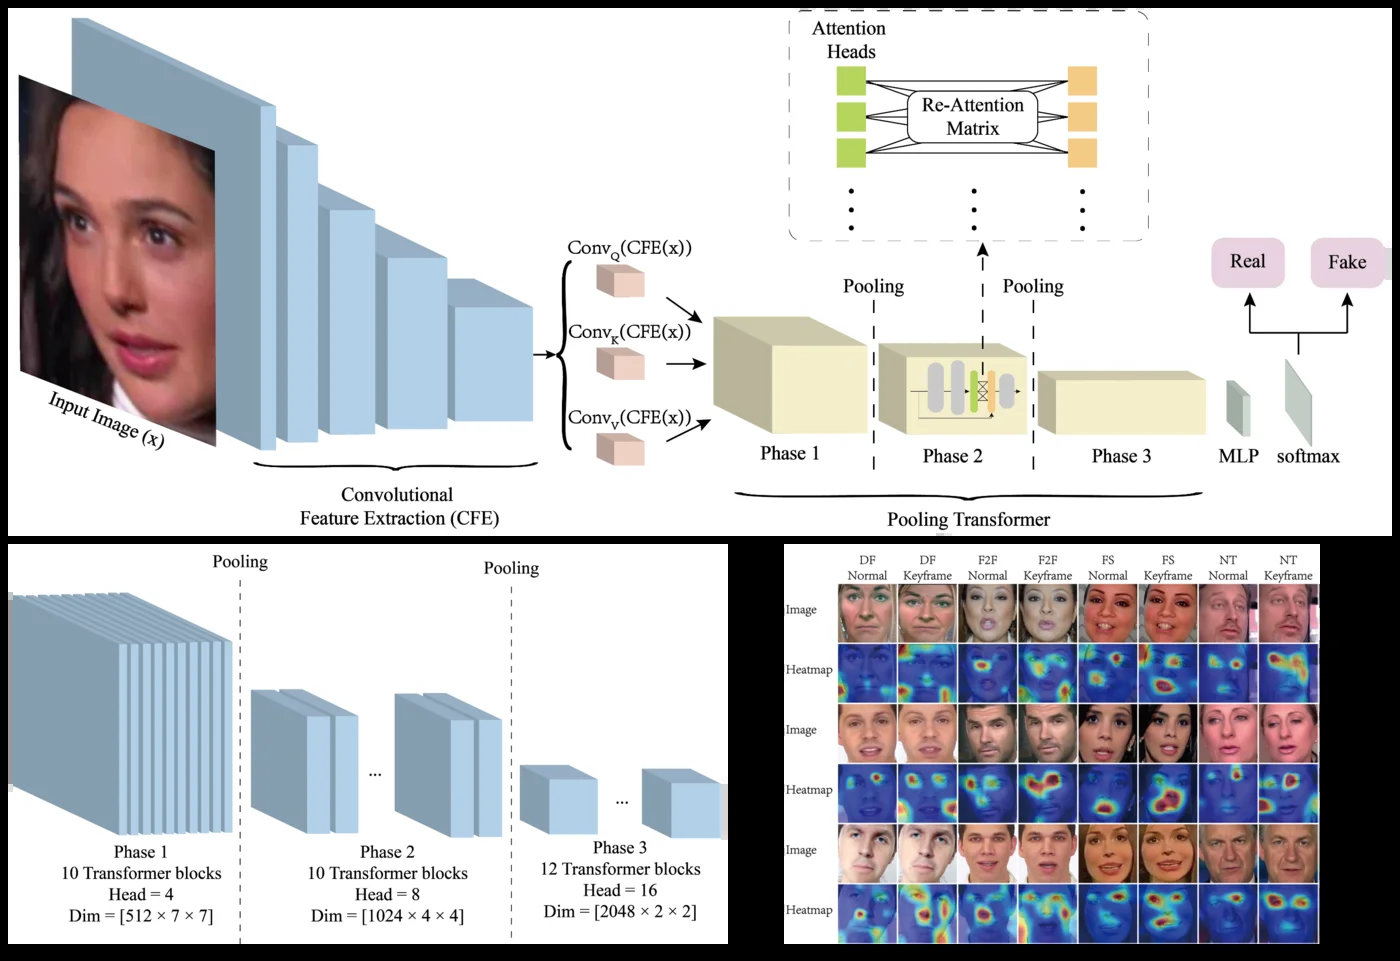 Attention
Heads
Re-Attention
Matrix
Input Image (x)
Convolutional
Feature Extraction (CFE)
ConvQ(CFE(x))
ConvK(CFE(x))
ConvV(CFE(x))
Pooling
Pooling
Phase 1
Phase 2
Phase 3
MLP
softmax
Real
Fake
Pooling Transformer
Pooling
Pooling
Phase 1
10 Transformer blocks
Head = 4
Dim = [512 × 7 × 7]
Phase 2
10 Transformer blocks
Head = 8
Dim = [1024 × 4 × 4]
...
Phase 3
12 Transformer blocks
Head = 16
Dim = [2048 × 2 × 2]
...
DF Normal
DF Keyframe
F2F Normal
F2F Keyframe
FS Normal
FS Keyframe
NT Normal
NT Keyframe
Image
Heatmap
Image
Heatmap
Image
Heatmap